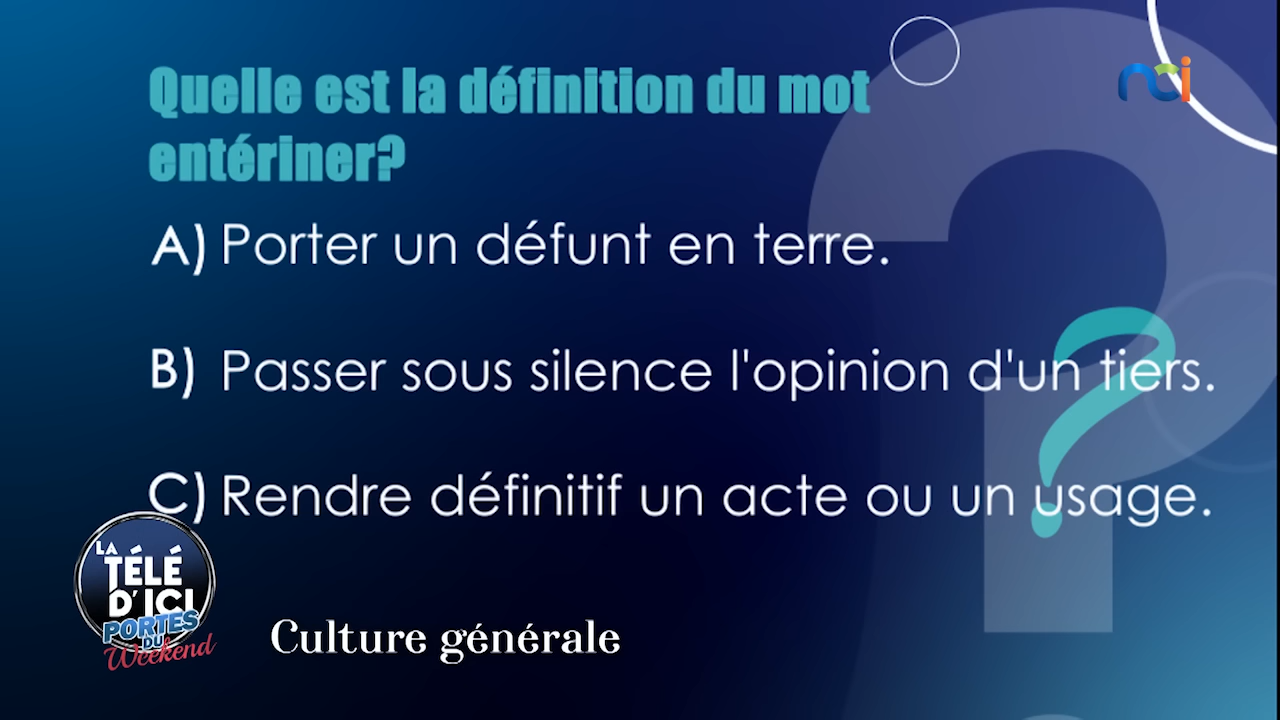 Quelle est la définition du mot
entériner?
A) Porter un défunt en terre.
B) Passer sous silence l'opinion d'un tiers.
C) Rendre définitif un acte ou un usage.
nci
LA
TÉLÉ
D'ICI
PORTES
DU
Weekend
Culture générale